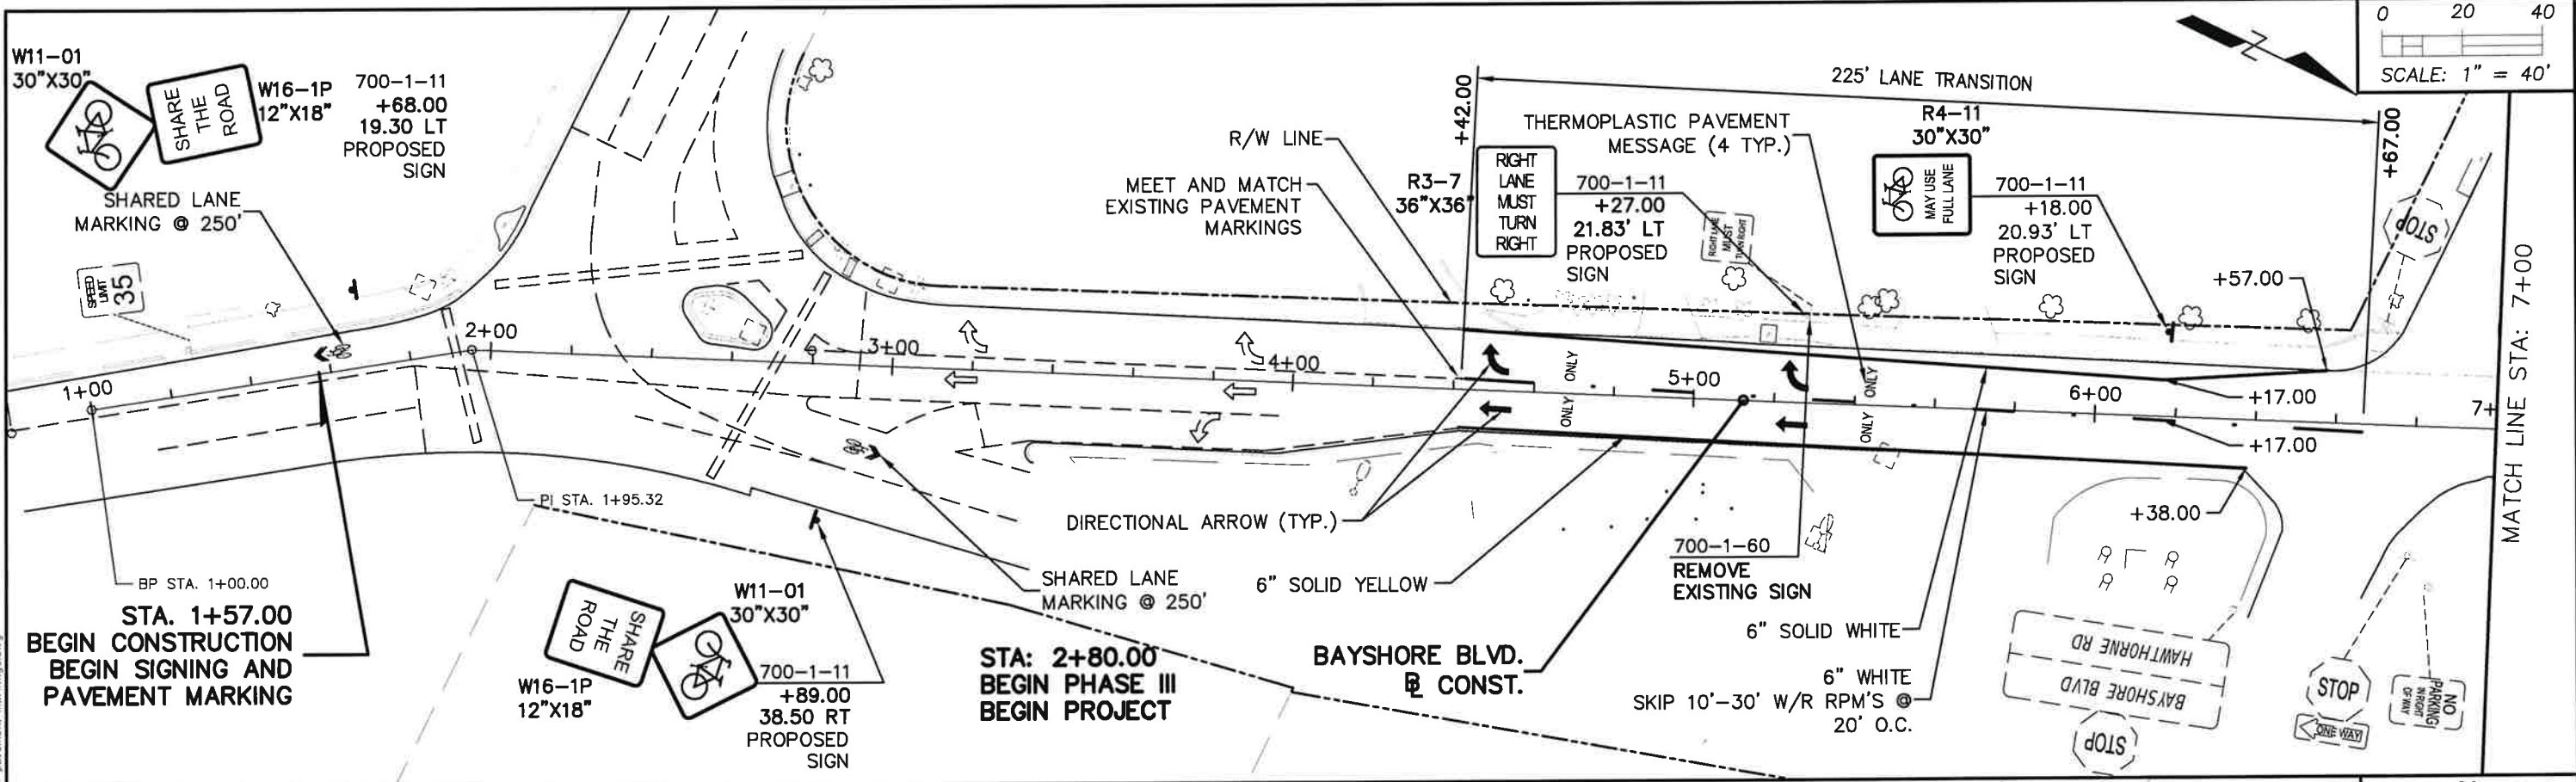 W11-01
30"X30"
SHARE
THE
ROAD
W16-1P
12"X18"
700-1-11
+68.00
19.30 LT
PROPOSED
SIGN
SHARED LANE
MARKING @ 250'
SPEED
LIMIT
35
1+00
2+00
3+00
4+00
5+00
6+00
7+
BP STA. 1+00.00
STA. 1+57.00
BEGIN CONSTRUCTION
BEGIN SIGNING AND
PAVEMENT MARKING
PI STA. 1+95.32
SHARE
THE
ROAD
W16-1P
12"X18"
W11-01
30"X30"
700-1-11
+89.00
38.50 RT
PROPOSED
SIGN
SHARED LANE
MARKING @ 250'
STA: 2+80.00
BEGIN PHASE III
BEGIN PROJECT
DIRECTIONAL ARROW (TYP.)
6" SOLID YELLOW
BAYSHORE BLVD.
BL CONST.
R/W LINE
MEET AND MATCH
EXISTING PAVEMENT
MARKINGS
+42.00
225' LANE TRANSITION
+67.00
R3-7
36"X36"
RIGHT
LANE
MUST
TURN
RIGHT
700-1-11
+27.00
21.83' LT
PROPOSED
SIGN
THERMOPLASTIC PAVEMENT
MESSAGE (4 TYP.)
RIGHT LANE
MUST
TURN RIGHT
R4-11
30"X30"
MAY USE
FULL LANE
700-1-11
+18.00
20.93' LT
PROPOSED
SIGN
ONLY
ONLY
ONLY
ONLY
+57.00
+17.00
+17.00
+38.00
STOP
700-1-60
REMOVE
EXISTING SIGN
6" SOLID WHITE
6" WHITE
SKIP 10'-30' W/R RPM'S @
20' O.C.
HAWTHORNE RD
BAYSHORE BLVD
STOP
STOP
ONE WAY
NO
PARKING
IN RIGHT
OF WAY
MATCH LINE STA: 7+00
N
0 20 40
SCALE: 1" = 40'